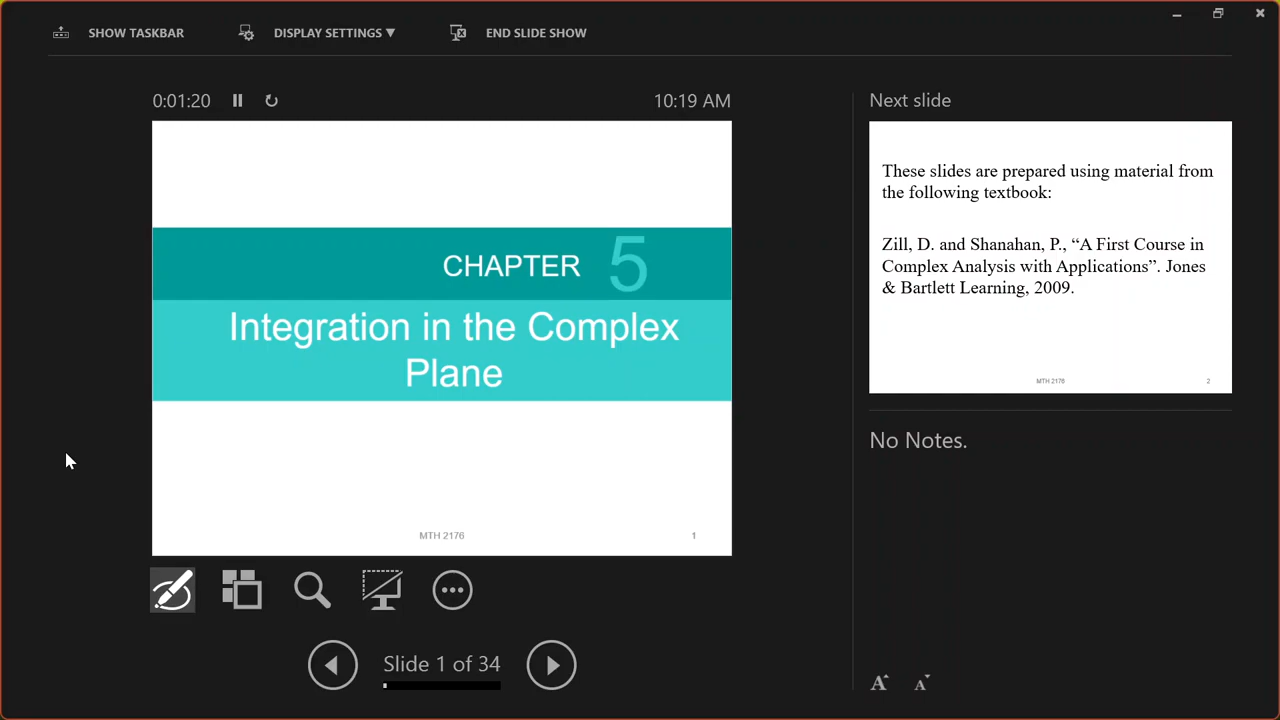 SHOW TASKBAR
DISPLAY SETTINGS ▼
END SLIDE SHOW
0:01:20
10:19 AM
CHAPTER 5
Integration in the Complex
Plane
MTH 2176
1
Slide 1 of 34
Next slide
These slides are prepared using material from
the following textbook:
Zill, D. and Shanahan, P., “A First Course in
Complex Analysis with Applications”. Jones
& Bartlett Learning, 2009.
MTH 2176
2
No Notes.
A
A